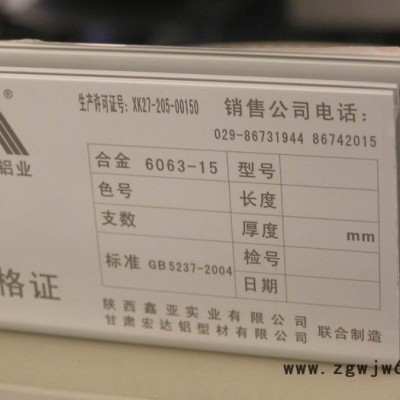 ®
生产许可证号: XK27-205-00150
销售公司电话:
029-86731944 86742015
铝业
合金 6063-15 型号
色号 长度
支数 厚度 mm
标准 GB5237-2004 检号
日期
格证
陕西鑫亚实业有限公司
甘肃宏达铝型材有限公司 联合制造
www.zgwjw